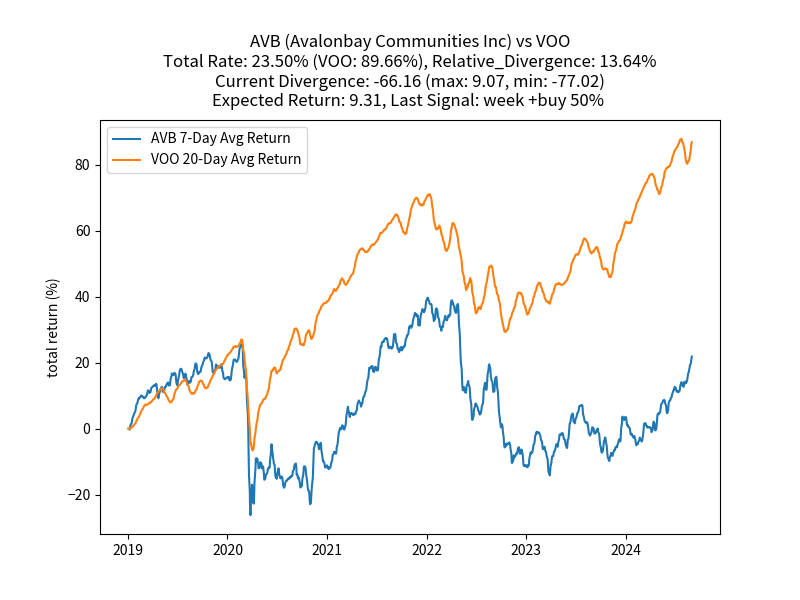 AVB (Avalonbay Communities Inc) vs VOO
Total Rate: 23.50% (VOO: 89.66%), Relative_Divergence: 13.64%
Current Divergence: -66.16 (max: 9.07, min: -77.02)
Expected Return: 9.31, Last Signal: week +buy 50%
AVB 7-Day Avg Return
VOO 20-Day Avg Return
total return (%)
80
60
40
20
0
−20
2019 2020 2021 2022 2023 2024